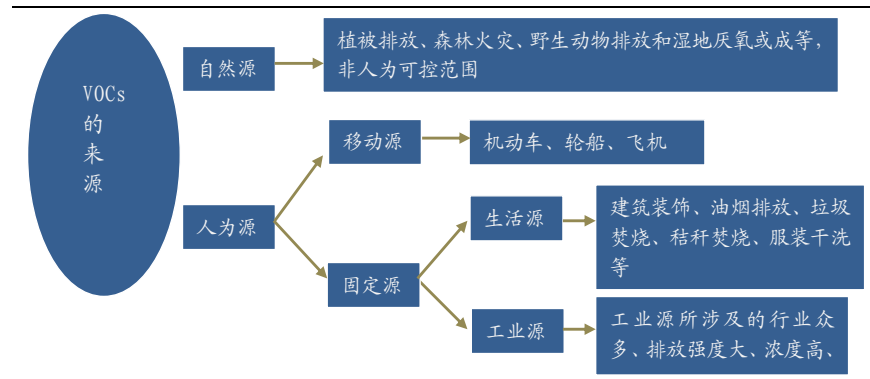 VOCs
的
来
源
自然源
植被排放、森林火灾、野生动物排放和湿地厌氧或成等，
非人为可控范围
人为源
移动源
机动车、轮船、飞机
固定源
生活源
建筑装饰、油烟排放、垃圾
焚烧、秸秆焚烧、服装干洗
等
工业源
工业源所涉及的行业众
多、排放强度大、浓度高、